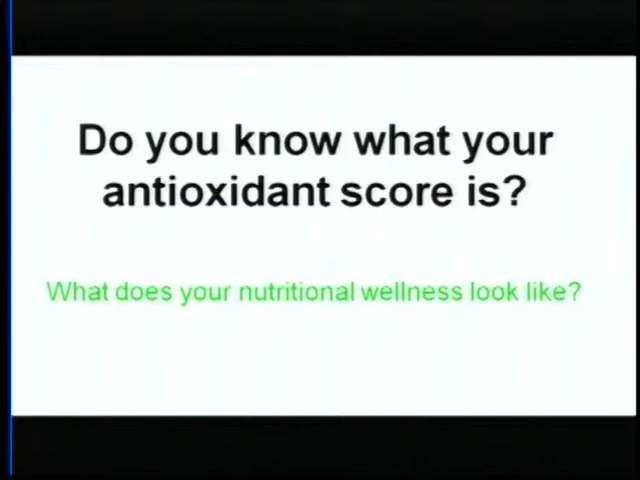 Do you know what your
antioxidant score is?
What does your nutritional wellness look like?